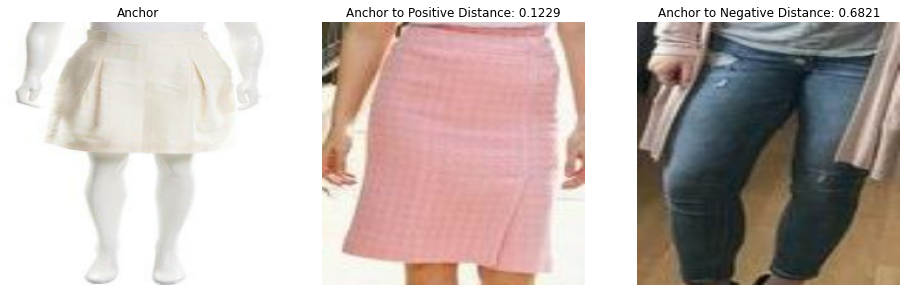 Anchor
Anchor to Positive Distance: 0.1229
Anchor to Negative Distance: 0.6821